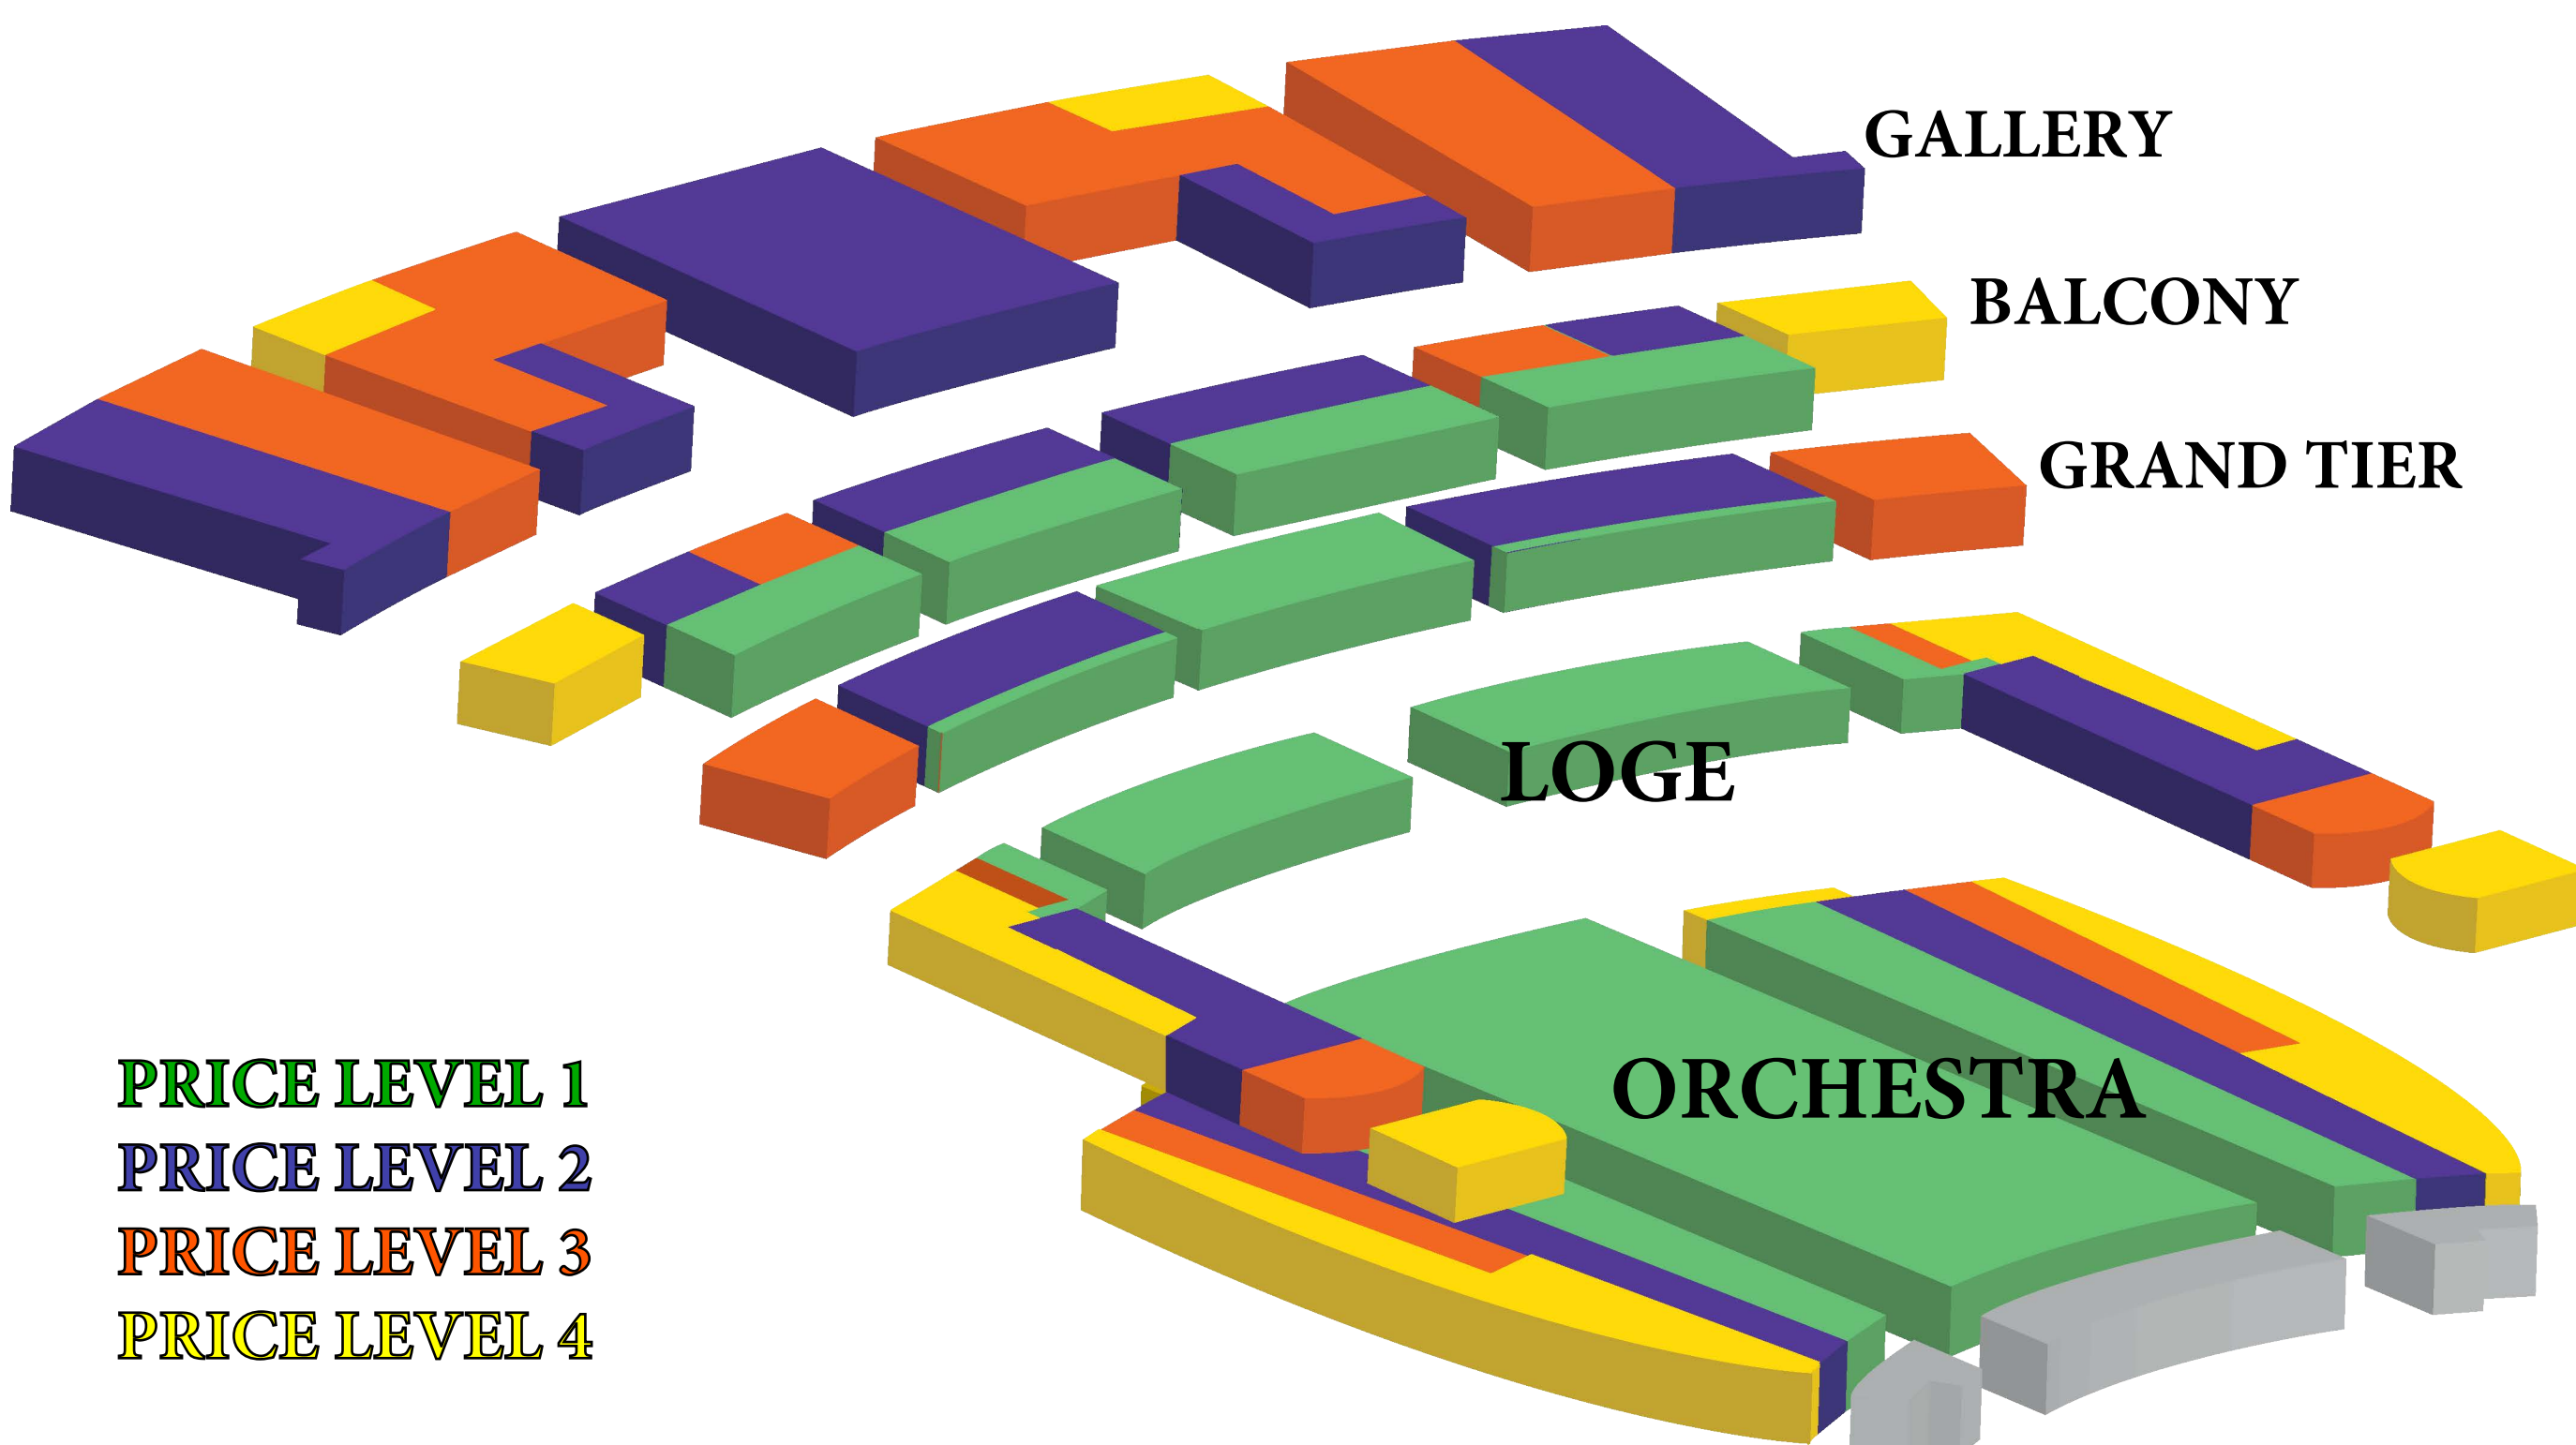 GALLERY
BALCONY
GRAND TIER
LOGE
ORCHESTRA
PRICE LEVEL 1
PRICE LEVEL 2
PRICE LEVEL 3
PRICE LEVEL 4